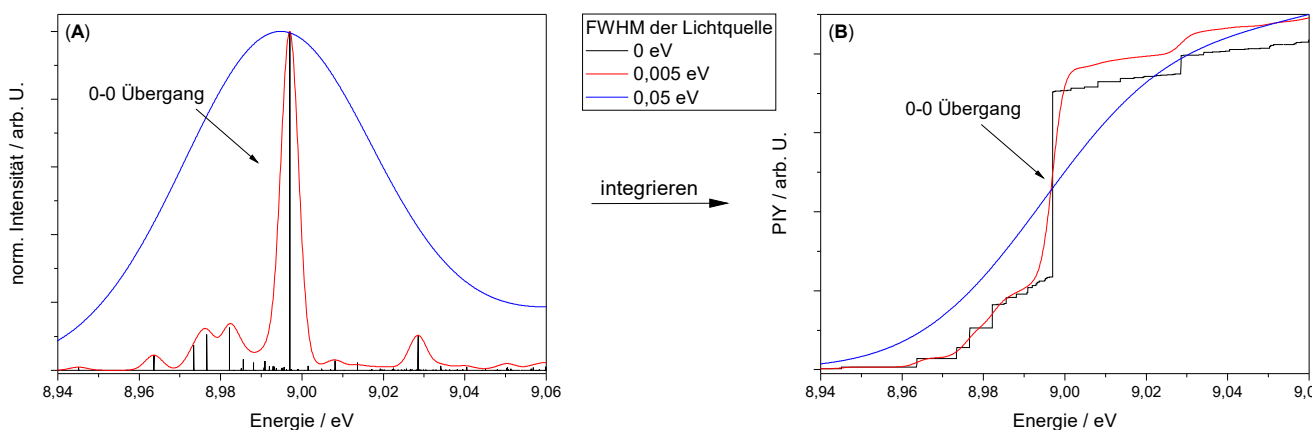 (A)
0-0 Übergang
norm. Intensität / arb. U.
8,94
8,96
8,98
9,00
9,02
9,04
9,06
Energie / eV
FWHM der Lichtquelle
0 eV
0,005 eV
0,05 eV
integrieren
(B)
0-0 Übergang
PIY / arb. U.
8,94
8,96
8,98
9,00
9,02
9,04
9,0
Energie / eV